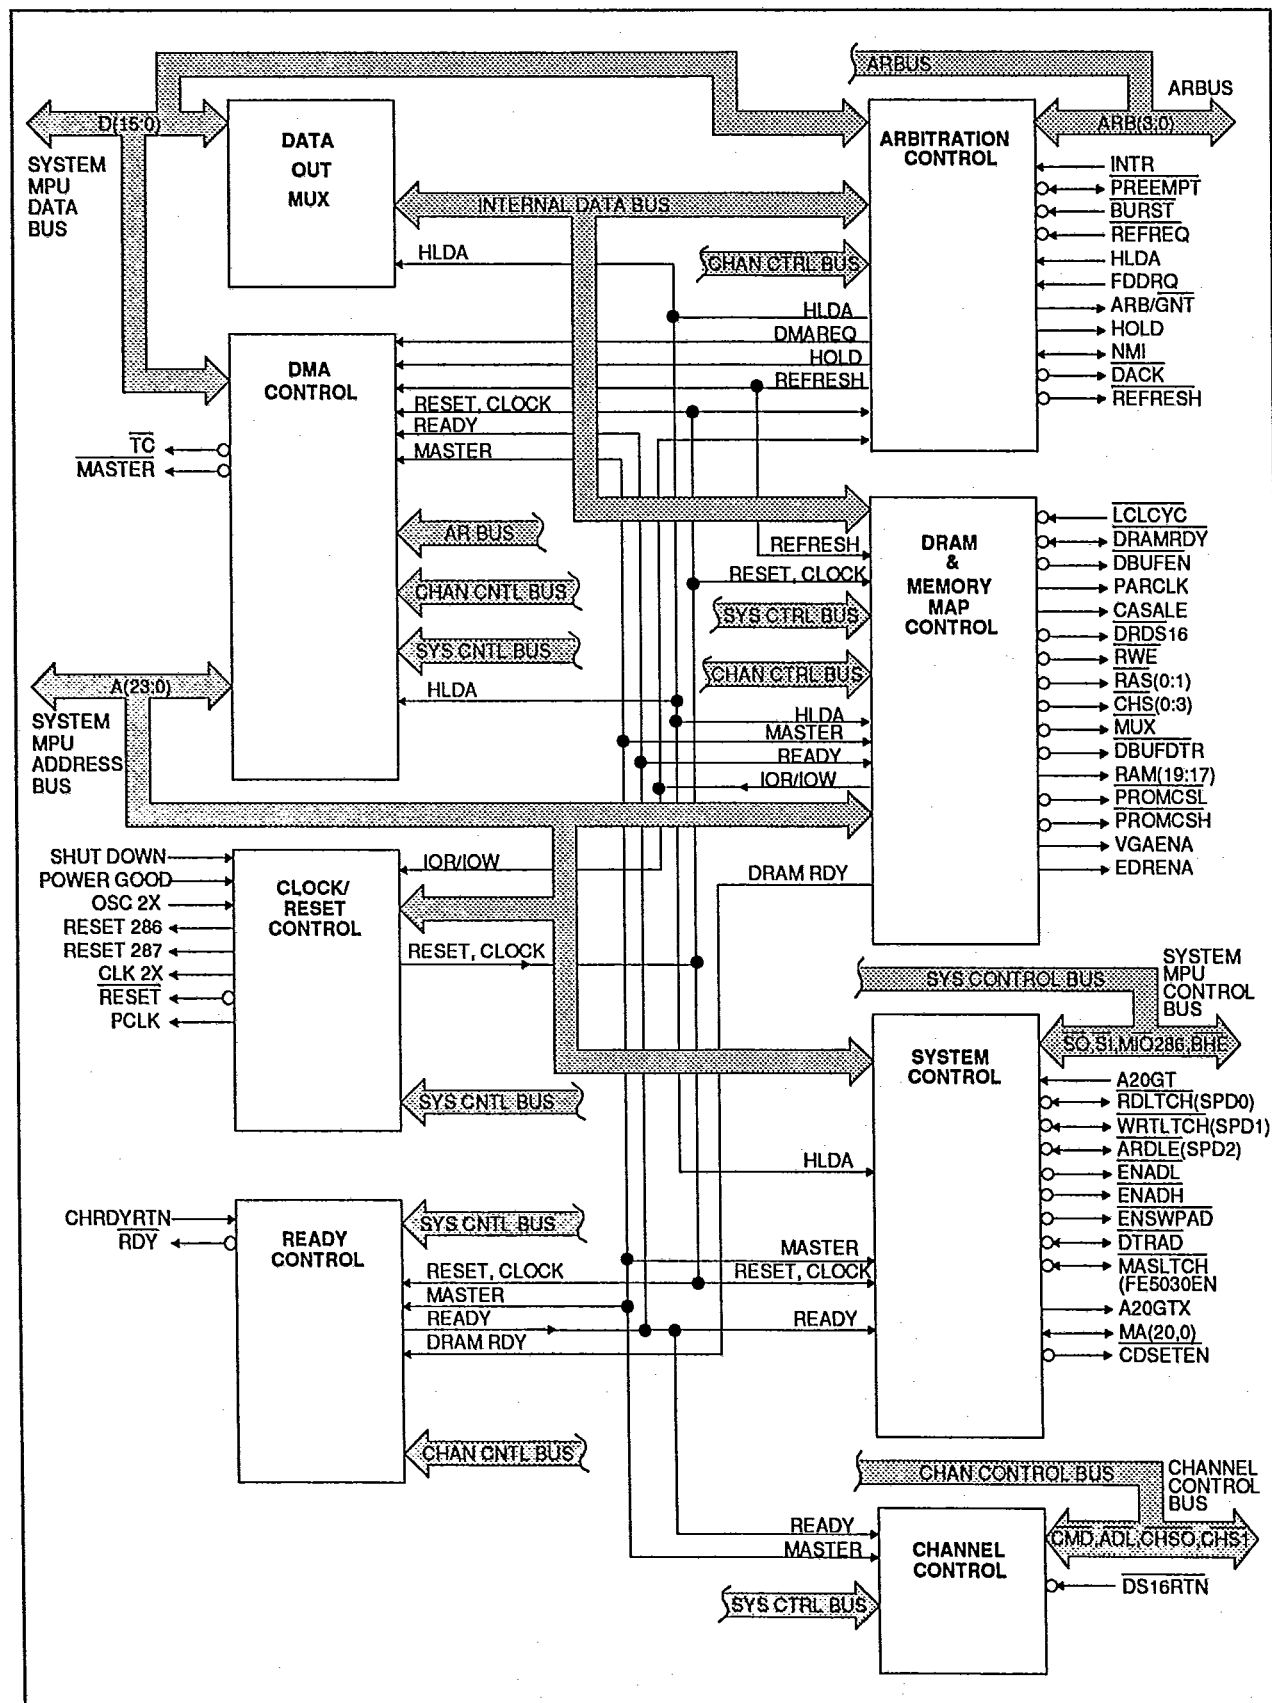 ARBUS
ARBUS
D(15:0)
ARB(3:0)
SYSTEM
MPU
DATA
BUS
DATA
OUT
MUX
ARBITRATION
CONTROL
INTERNAL DATA BUS
HLDA
CHAN CTRL BUS
INTR
PREEMPT
BURST
REFREQ
HLDA
FDDRQ
ARB/GNT
HOLD
NMI
DACK
REFRESH
HLDA
DMAREQ
HOLD
REFRESH
DMA
CONTROL
RESET, CLOCK
READY
MASTER
TC
MASTER
AR BUS
CHAN CNTL BUS
SYS CNTL BUS
HLDA
A(23:0)
SYSTEM
MPU
ADDRESS
BUS
REFRESH
RESET, CLOCK
SYS CTRL BUS
CHAN CTRL BUS
HLDA
MASTER
READY
IOR/IOW
DRAM RDY
DRAM
&
MEMORY
MAP
CONTROL
LCLCYC
DRAMRDY
DBUFEN
PARCLK
CASALE
DRDS16
RWE
RAS(0:1)
CHS(0:3)
MUX
DBUFDTR
RAM(19:17)
PROMCSL
PROMCSH
VGAENA
EDRENA
SHUT DOWN
POWER GOOD
OSC 2X
RESET 286
RESET 287
CLK 2X
RESET
PCLK
CLOCK/
RESET
CONTROL
IOR/IOW
RESET, CLOCK
SYS CNTL BUS
SYS CONTROL BUS
SYSTEM
MPU
CONTROL
BUS
SO,SI,MIO286,BHE
SYSTEM
CONTROL
A20GT
RDLTCH(SPD0)
WRTLTCH(SPD1)
ARDLE(SPD2)
ENADL
ENADH
ENSWPAD
DTRAD
MASLTCH
(FE5030EN
A20GTX
MA(20,0)
CDSETEN
HLDA
MASTER
RESET, CLOCK
READY
CHRDYRTN
RDY
READY
CONTROL
SYS CNTL BUS
RESET, CLOCK
MASTER
READY
DRAM RDY
CHAN CNTL BUS
CHAN CONTROL BUS
CHANNEL
CONTROL
BUS
CMD,ADL,CHSO,CHS1
READY
MASTER
SYS CTRL BUS
CHANNEL
CONTROL
DS16RTN